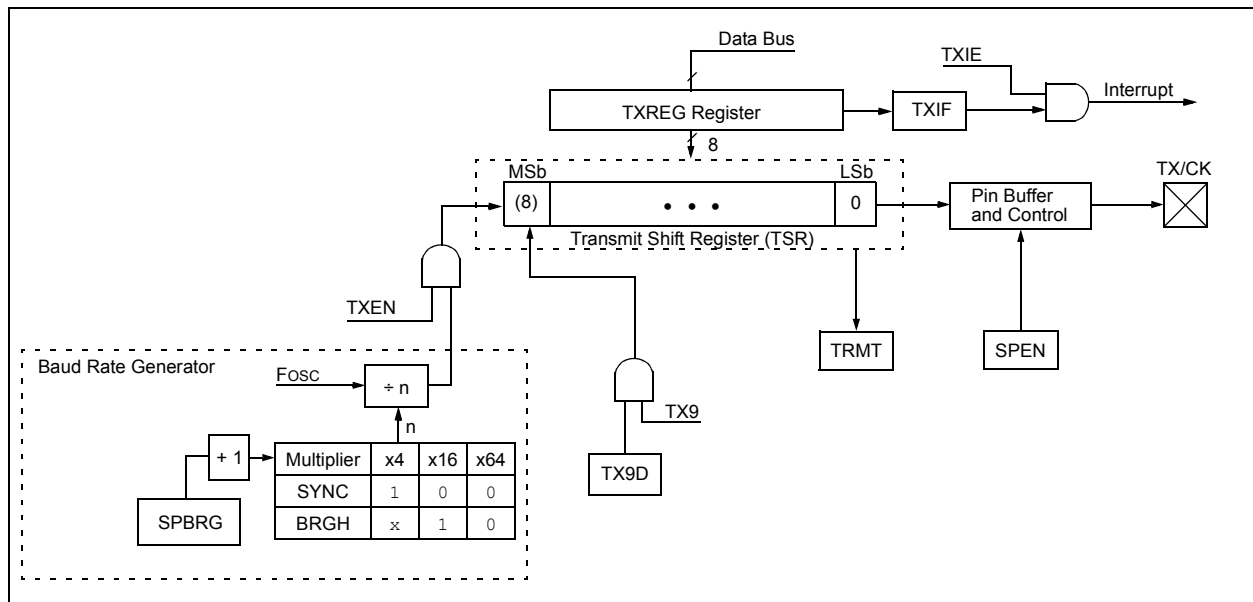 Data Bus
TXIE
Interrupt
TXREG Register
TXIF
8
MSb
LSb
TX/CK
(8)
• • •
0
Pin Buffer
and Control
Transmit Shift Register (TSR)
TXEN
TRMT
SPEN
Baud Rate Generator
FOSC
÷ n
n
TX9
+ 1
Multiplier x4 x16 x64
TX9D
SYNC 1 0 0
SPBRG
BRGH x 1 0